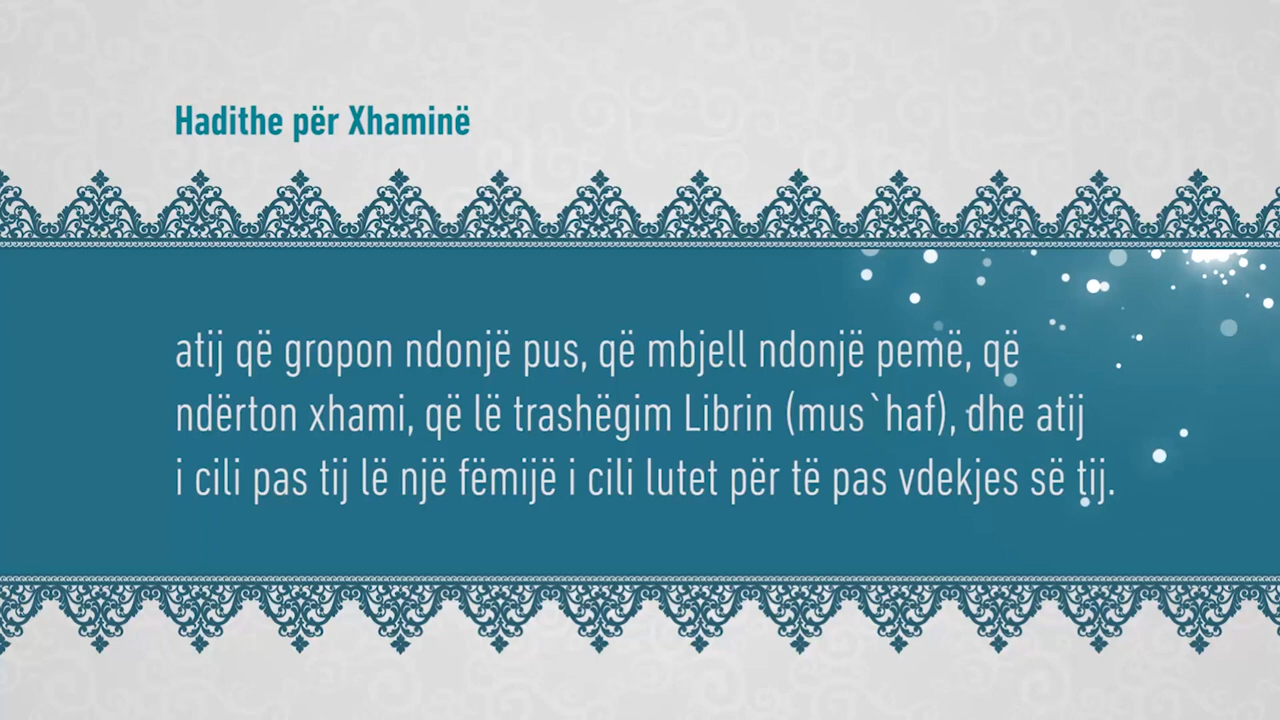 Hadithe për Xhaminë
atij që gropon ndonjë pus, që mbjell ndonjë pemë, që
ndërton xhami, që lë trashëgim Librin (mus`haf), dhe atij
i cili pas tij lë një fëmijë i cili lutet për të pas vdekjes së tij.